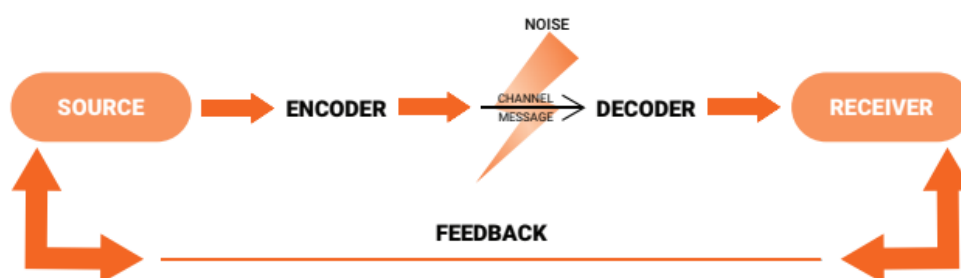 NOISE
SOURCE
ENCODER
CHANNEL
MESSAGE
DECODER
RECEIVER
FEEDBACK